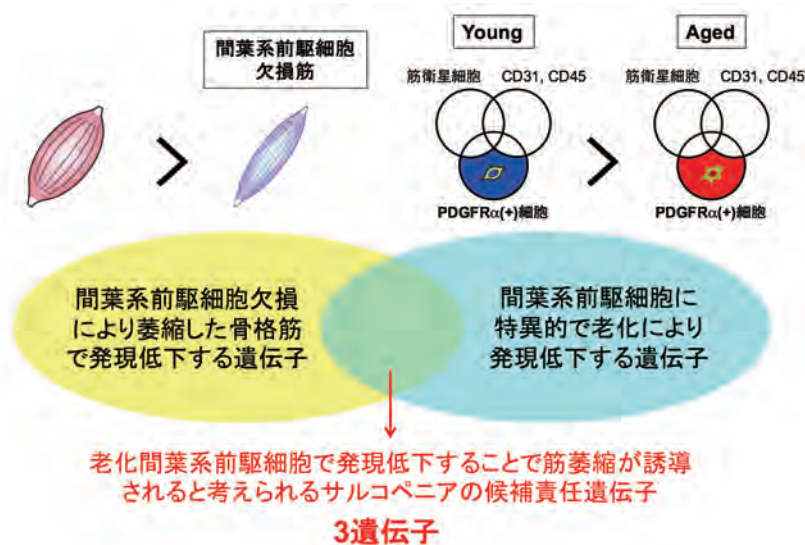 間葉系前駆細胞
欠損筋
Young
Aged
筋衛星細胞 CD31, CD45
筋衛星細胞 CD31, CD45
PDGFRα(+)細胞
PDGFRα(+)細胞
間葉系前駆細胞欠損
により萎縮した骨格筋
で発現低下する遺伝子
間葉系前駆細胞に
特異的で老化により
発現低下する遺伝子
老化間葉系前駆細胞で発現低下することで筋萎縮が誘導
されると考えられるサルコペニアの候補責任遺伝子
3遺伝子